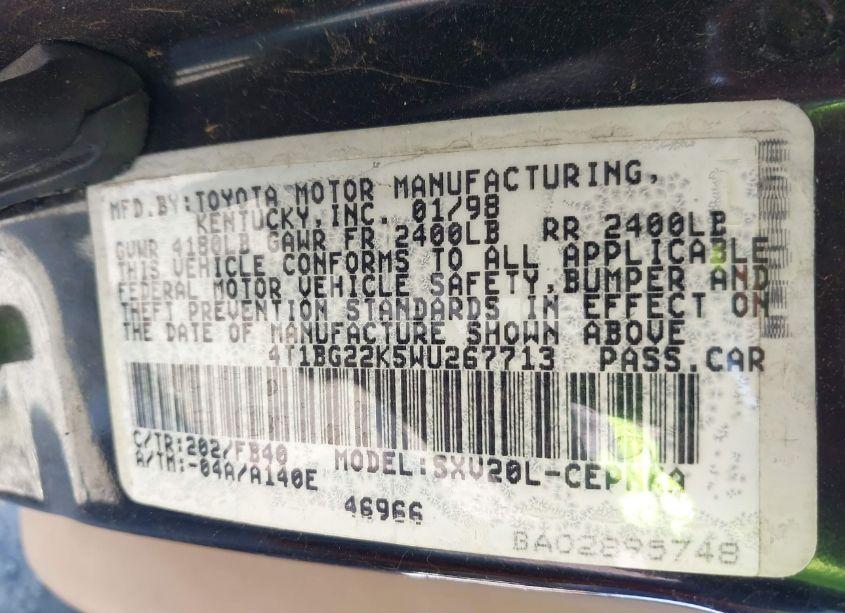 MFD.BY:TOYOTA MOTOR MANUFACTURING,
KENTUCKY,INC. 01/98
GVWR 4180LB GAWR FR 2400LB RR 2400LB
THIS VEHICLE CONFORMS TO ALL APPLICABLE
FEDERAL MOTOR VEHICLE SAFETY,BUMPER AND
THEFT PREVENTION STANDARDS IN EFFECT ON
THE DATE OF MANUFACTURE SHOWN ABOVE
4T1BG22K5WU267713 PASS.CAR
C/TR:202/FB40 MODEL:
A/TM:-04A/A140E
46966
BA02895748